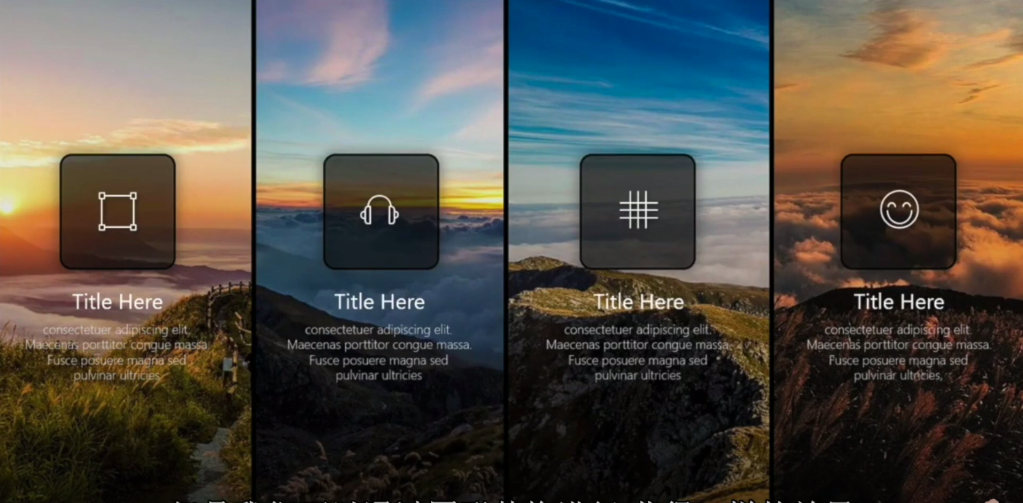 Title Here
consectetuer adipiscing elit.
Maecenas porttitor congue massa.
Fusce posuere magna sed
pulvinar ultricies
Title Here
consectetuer adipiscing elit.
Maecenas porttitor congue massa.
Fusce posuere magna sed
pulvinar ultricies
Title Here
consectetuer adipiscing elit.
Maecenas porttitor congue massa.
Fusce posuere magna sed
pulvinar ultricies
Title Here
consectetuer adipiscing elit.
Maecenas porttitor congue massa.
Fusce posuere magna sed
pulvinar ultricies,